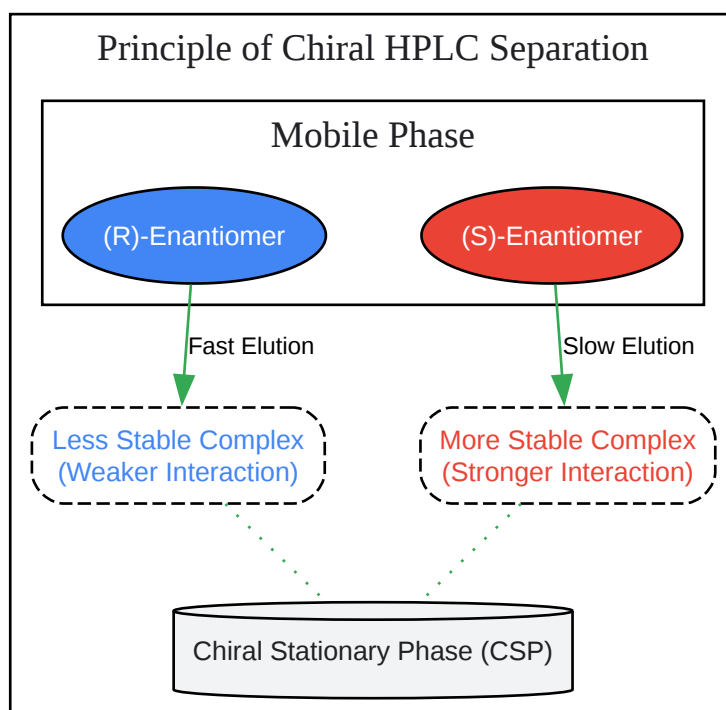 Principle of Chiral HPLC Separation
Mobile Phase
(R)-Enantiomer
(S)-Enantiomer
Fast Elution
Slow Elution
Less Stable Complex
(Weaker Interaction)
More Stable Complex
(Stronger Interaction)
Chiral Stationary Phase (CSP)